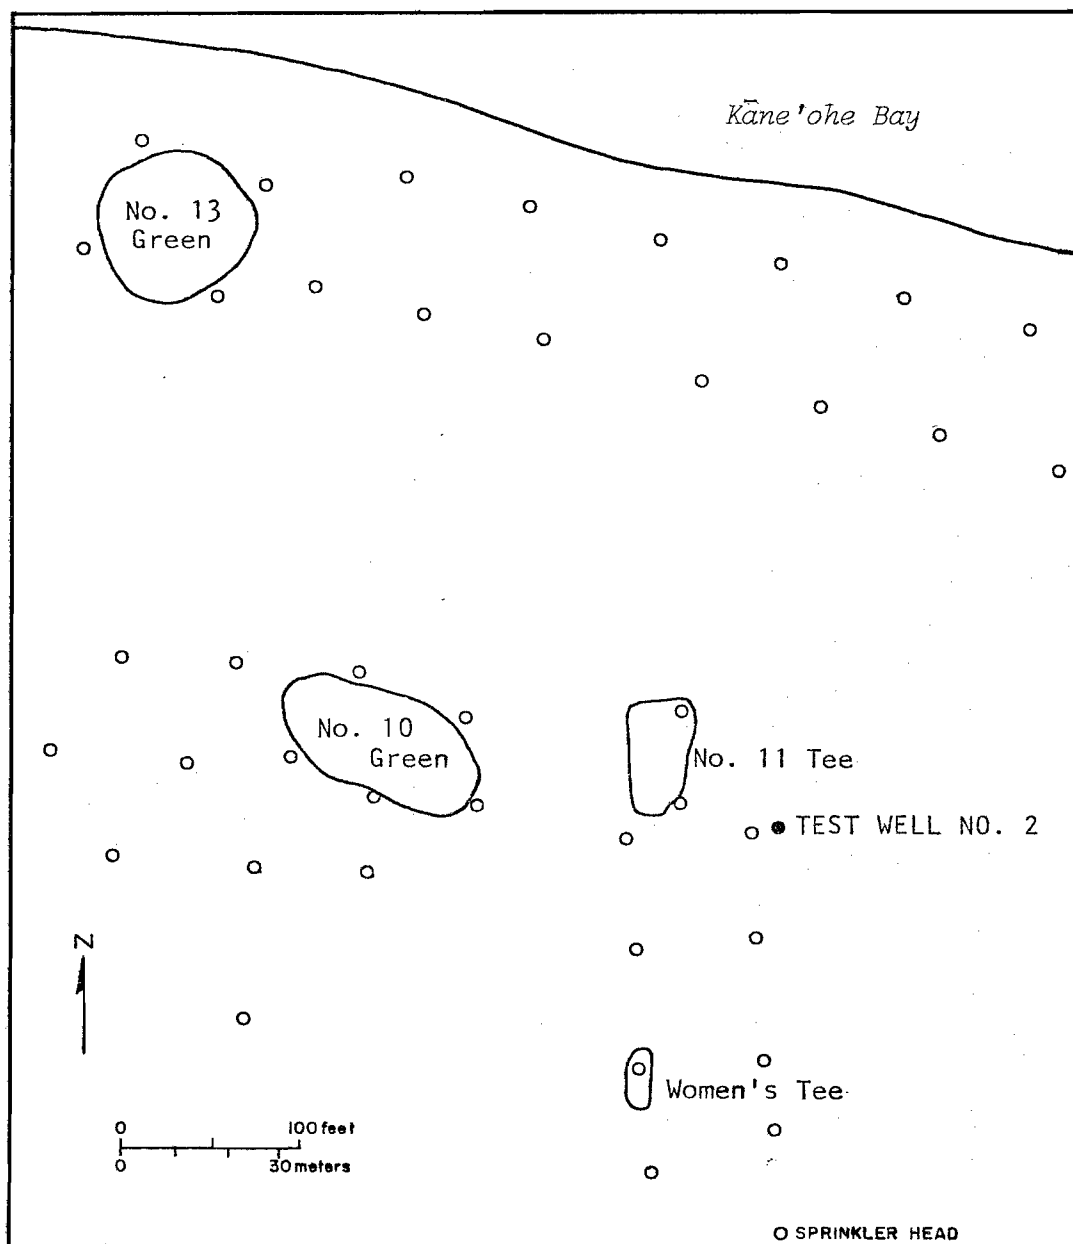 Kāne'ohe Bay
No. 13
Green
No. 10
Green
No. 11 Tee
TEST WELL NO. 2
N
Women's Tee
0 100 feet
0 30 meters
O SPRINKLER HEAD